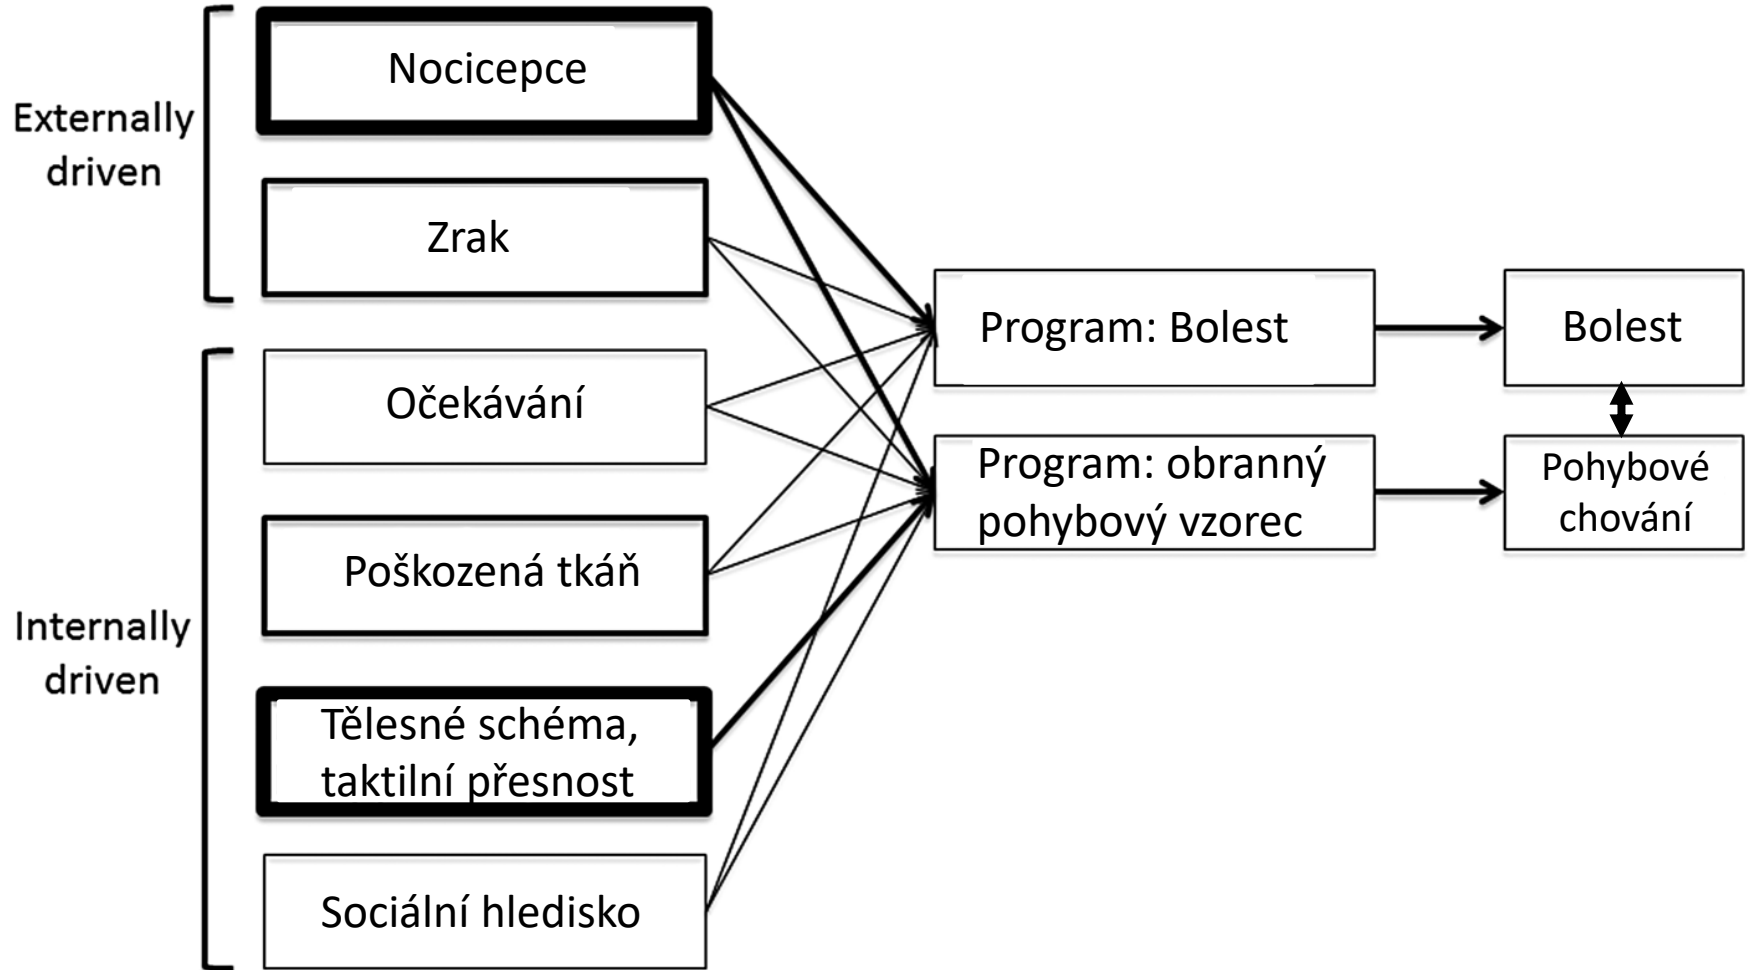 Externally
driven
Nocicepce
Zrak
Internally
driven
Očekávání
Poškozená tkáň
Tělesné schéma,
taktilní přesnost
Sociální hledisko
Program: Bolest
Program: obranný
pohybový vzorec
Bolest
Pohybové
chování